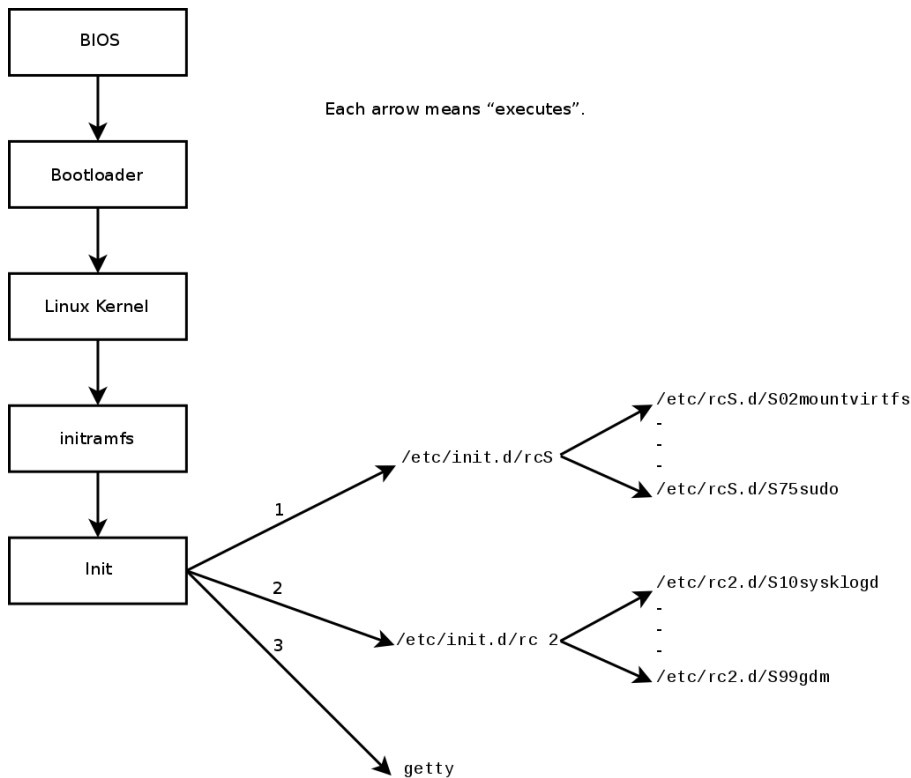 BIOS
Each arrow means “executes”.
Bootloader
Linux Kernel
initramfs
Init
1
2
3
/etc/init.d/rcS
/etc/rcS.d/S02mountvirtfs
-
-
-
/etc/rcS.d/S75sudo
/etc/init.d/rc 2
/etc/rc2.d/S10sysklogd
-
-
-
/etc/rc2.d/S99gdm
getty